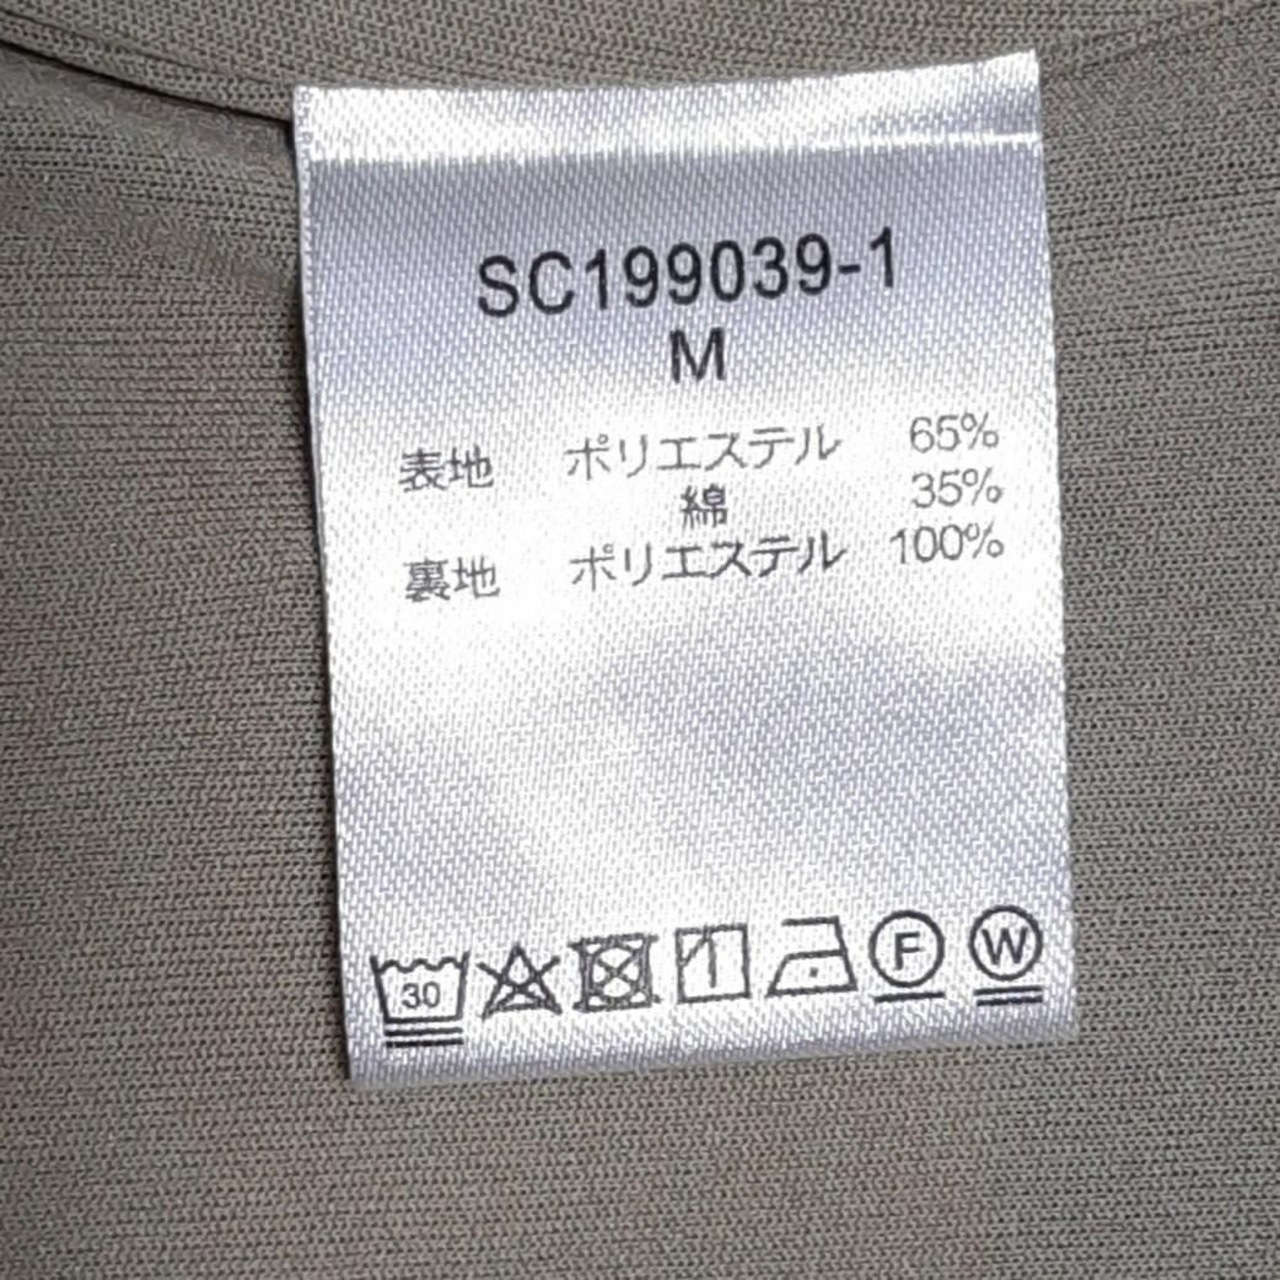 SC199039-1
M
表地 ポリエステル 65%
綿 35%
裏地 ポリエステル 100%
30 F W